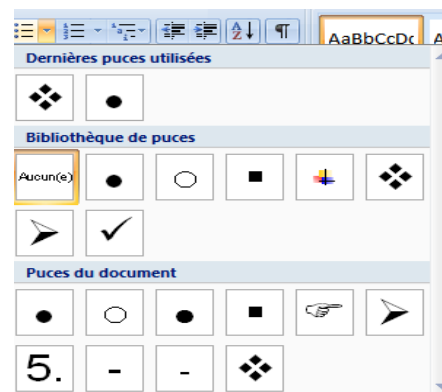 AaBbCcDc A
Dernières puces utilisées
Bibliothèque de puces
Aucun(e)
Puces du document
5.